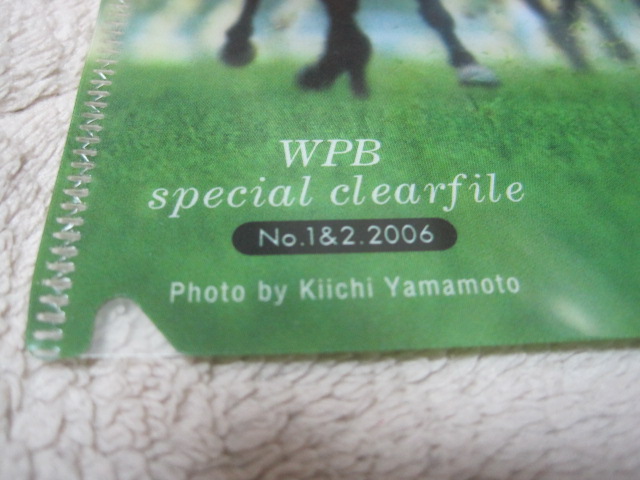 WPB
special clearfile
No.1&2.2006
Photo by Kiichi Yamamoto